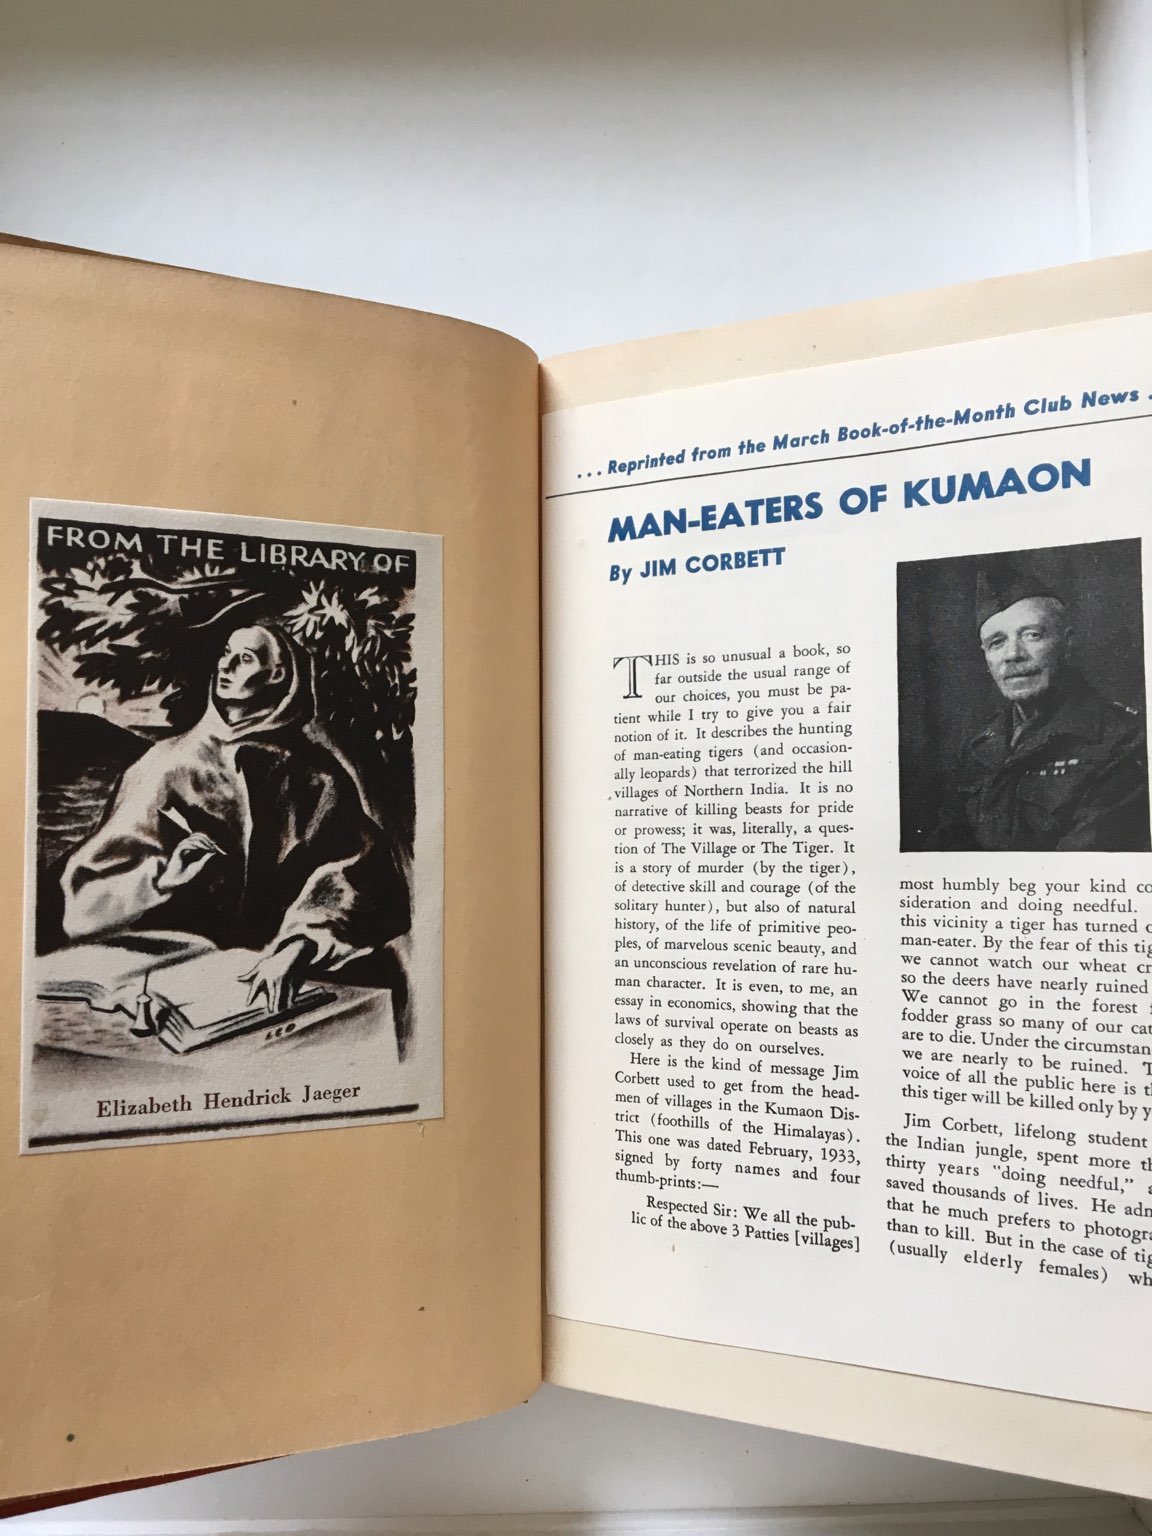 FROM THE LIBRARY OF
LEO
Elizabeth Hendrick Jaeger
... Reprinted from the March Book-of-the-Month Club News .
MAN-EATERS OF KUMAON
By JIM CORBETT
THIS is so unusual a book, so
far outside the usual range of
our choices, you must be pa-
tient while I try to give you a fair
notion of it. It describes the hunting
of man-eating tigers (and occasion-
ally leopards) that terrorized the hill
villages of Northern India. It is no
narrative of killing beasts for pride
or prowess; it was, literally, a ques-
tion of The Village or The Tiger. It
is a story of murder (by the tiger),
of detective skill and courage (of the
solitary hunter), but also of natural
history, of the life of primitive peo-
ples, of marvelous scenic beauty, and
an unconscious revelation of rare hu-
man character. It is even, to me, an
essay in economics, showing that the
laws of survival operate on beasts as
closely as they do on ourselves.
Here is the kind of message Jim
Corbett used to get from the head-
men of villages in the Kumaon Dis-
trict (foothills of the Himalayas).
This one was dated February, 1933,
signed by forty names and four
thumb-prints:—
Respected Sir: We all the pub-
lic of the above 3 Patties [villages]
most humbly beg your kind co
sideration and doing needful.
this vicinity a tiger has turned
man-eater. By the fear of this tig
we cannot watch our wheat cr
so the deers have nearly ruined
We cannot go in the forest
fodder grass so many of our cat
are to die. Under the circumstan
we are nearly to be ruined.
voice of all the public here is th
this tiger will be killed only by y
Jim Corbett, lifelong student
the Indian jungle, spent more th
thirty years "doing needful," a
saved thousands of lives. He adm
that he much prefers to photogra
than to kill. But in the case of tig
(usually elderly females) wh